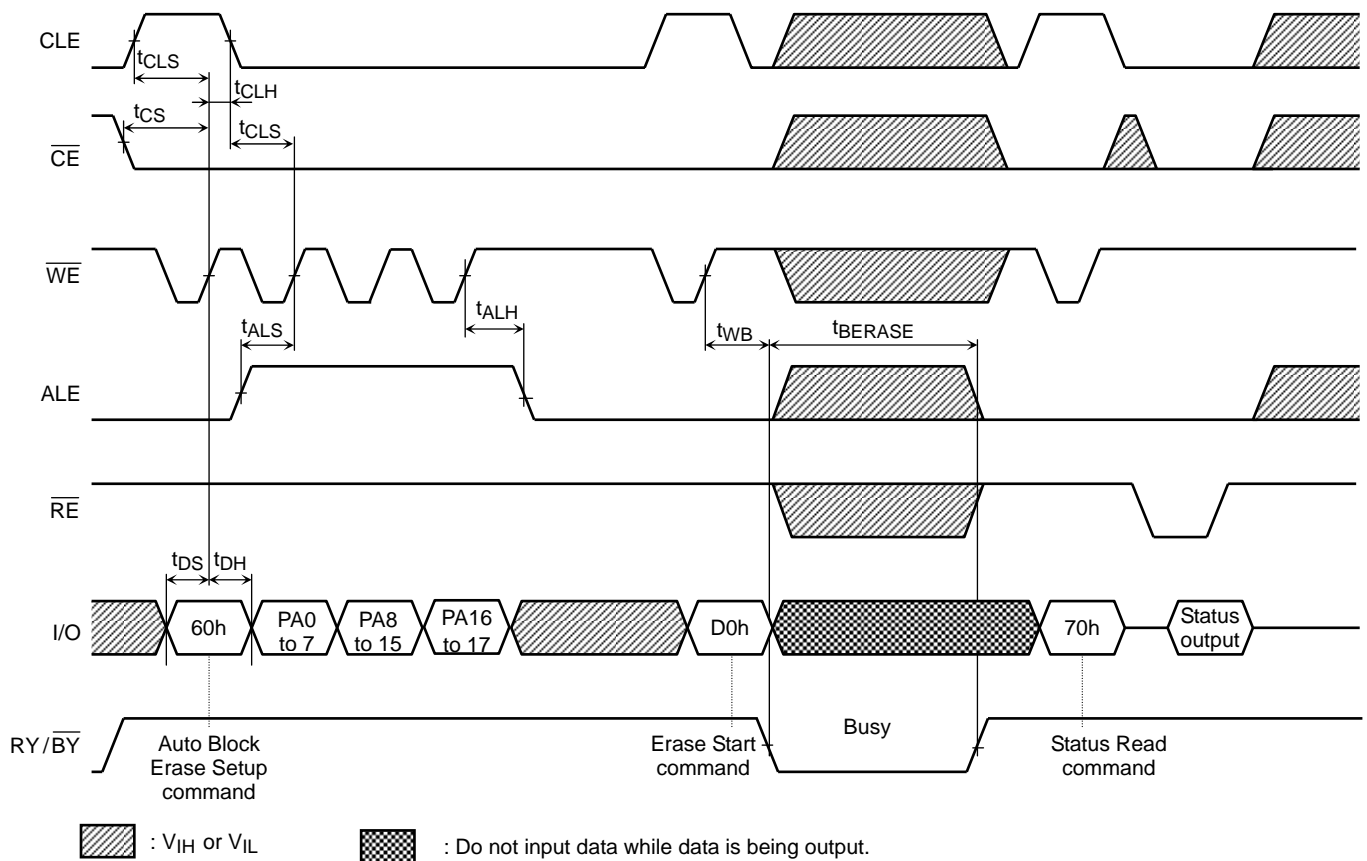 CLE
tCLS
tCLH
tCS
tCLS
CE
WE
tALS
tALH
tWB
tBERASE
ALE
RE
tDS
tDH
I/O
60h
PA0
to 7
PA8
to 15
PA16
to 17
D0h
70h
Status
output
RY/BY
Busy
Auto Block
Erase Setup
command
Erase Start
command
Status Read
command
: VIH or VIL
: Do not input data while data is being output.